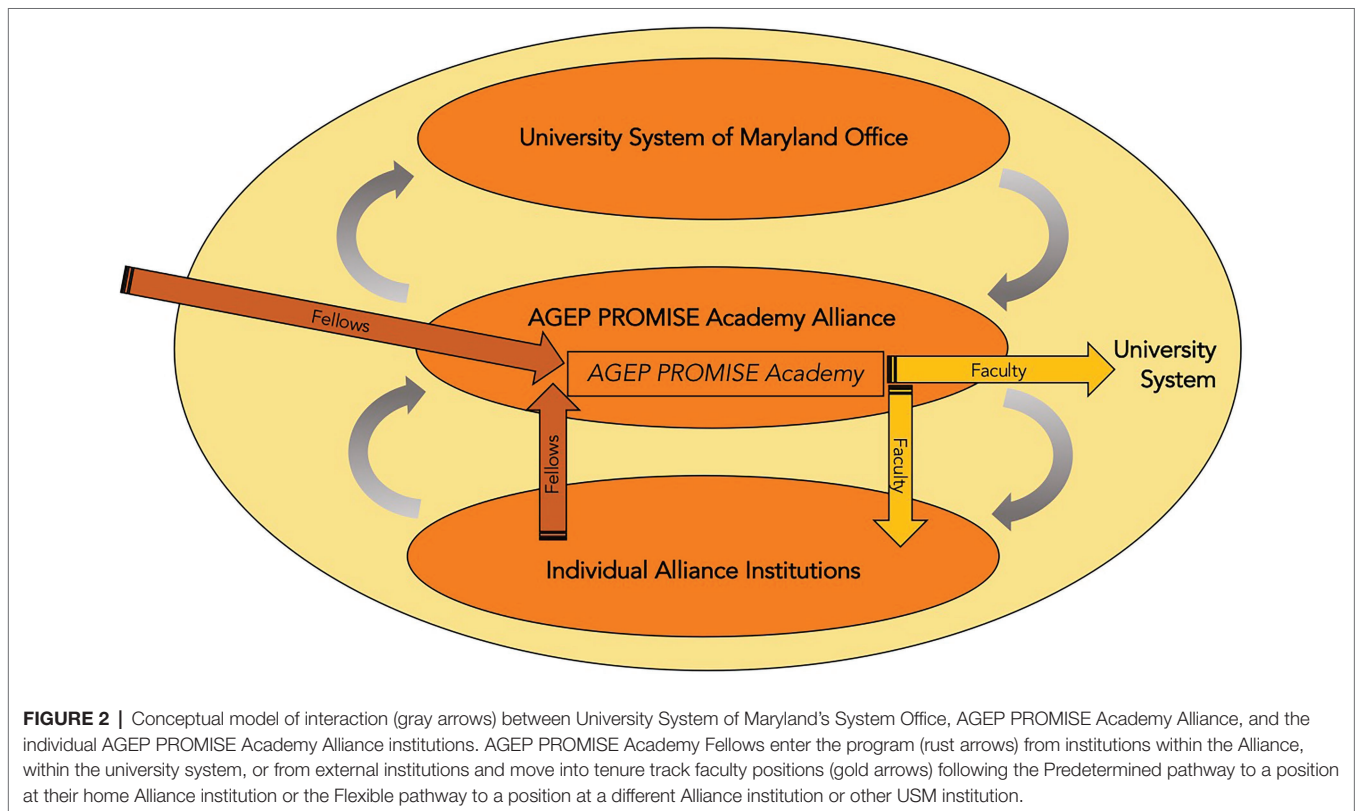 University System of Maryland Office
AGEP PROMISE Academy Alliance
Fellows
AGEP PROMISE Academy
Faculty
University
System
Fellows
Faculty
Individual Alliance Institutions
FIGURE 2 | Conceptual model of interaction (gray arrows) between University System of Maryland’s System Office, AGEP PROMISE Academy Alliance, and the
individual AGEP PROMISE Academy Alliance institutions. AGEP PROMISE Academy Fellows enter the program (rust arrows) from institutions within the Alliance,
within the university system, or from external institutions and move into tenure track faculty positions (gold arrows) following the Predetermined pathway to a position
at their home Alliance institution or the Flexible pathway to a position at a different Alliance institution or other USM institution.